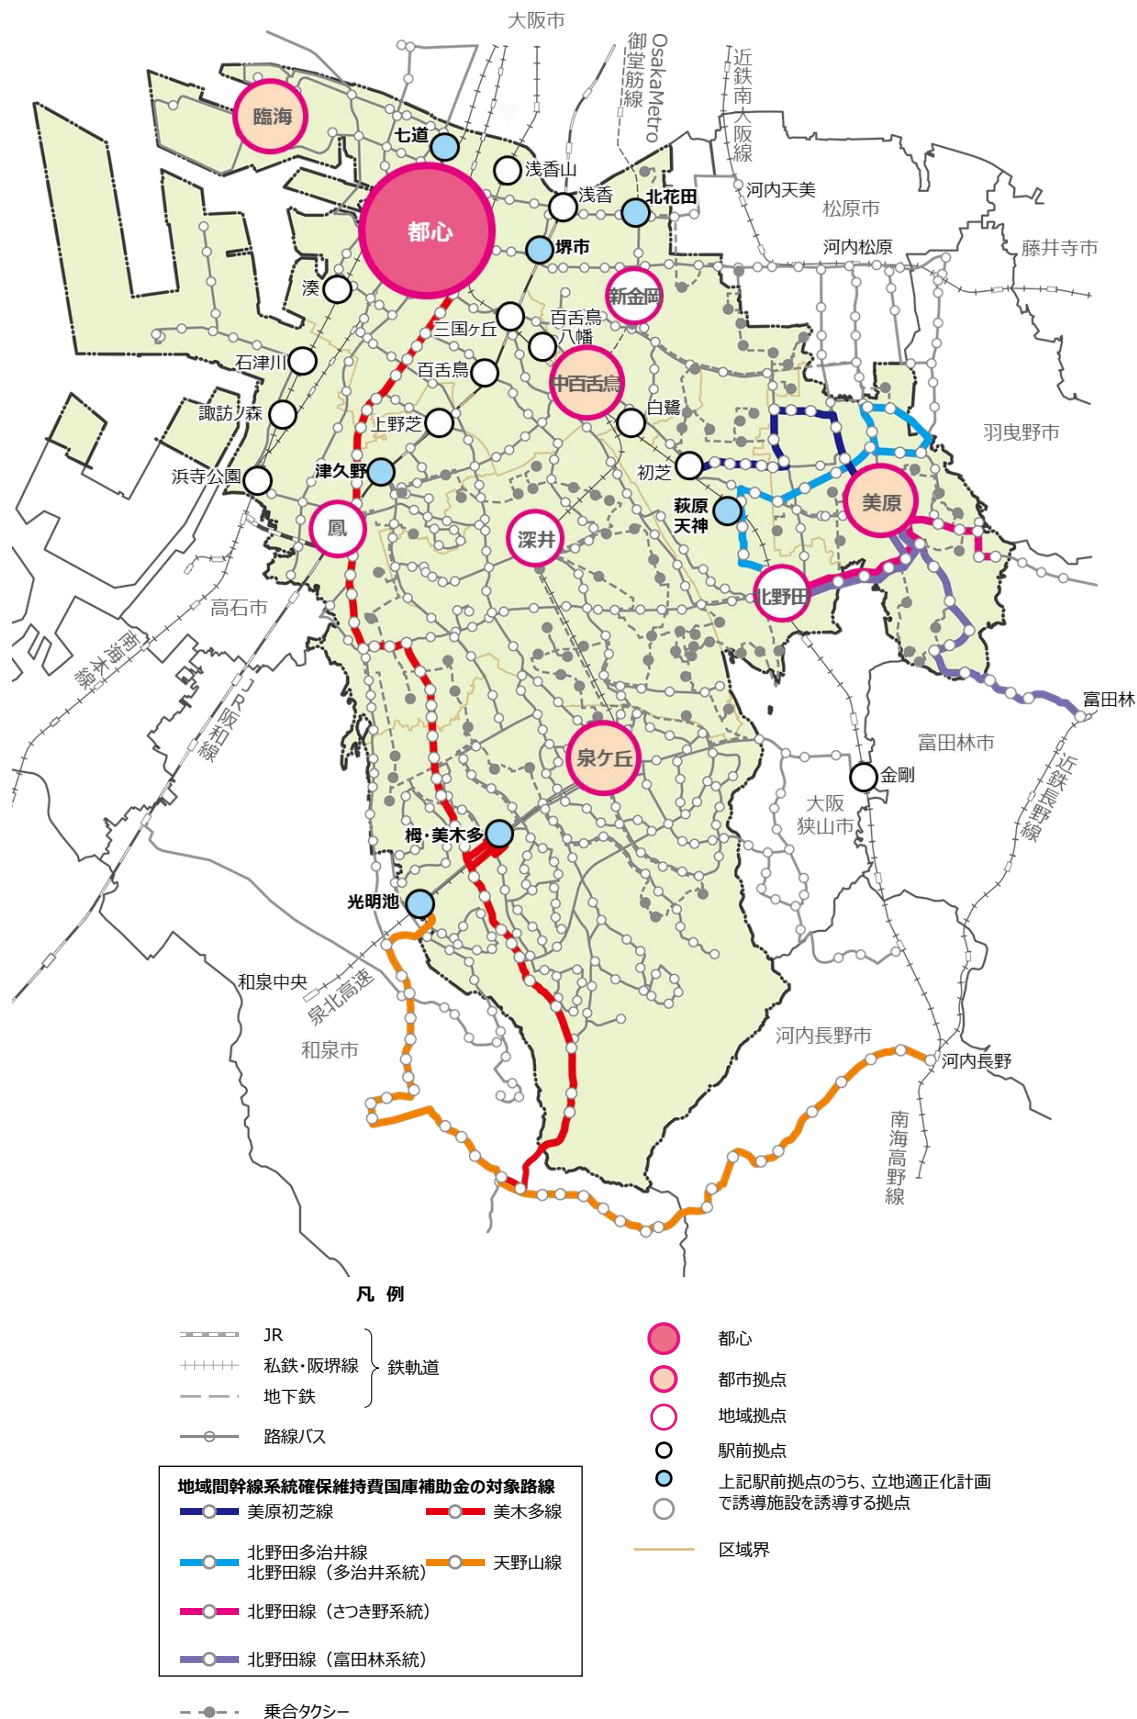 大阪市
御堂筋線
OsakaMetro
近鉄南大阪線
臨海
七道
浅香山
浅香
北花田
河内天美
松原市
都心
堺市
河内松原
藤井寺市
湊
新金岡
三国ヶ丘
百舌鳥
八幡
石津川
百舌鳥
中百舌鳥
諏訪ノ森
上野芝
白鷺
羽曳野市
浜寺公園
津久野
初芝
美原
萩原
天神
鳳
深井
北野田
高石市
南海本線
JR阪和線
富田林
富田林市
泉ケ丘
金剛
大阪
狭山市
近鉄長野線
栂・美木多
光明池
和泉中央
泉北高速
和泉市
河内長野市
河内長野
南海高野線
凡 例
JR
私鉄・阪堺線
鉄軌道
地下鉄
路線バス
地域間幹線系統確保維持費国庫補助金の対象路線
美原初芝線
美木多線
北野田多治井線
北野田線（多治井系統）
天野山線
北野田線（さつき野系統）
北野田線（富田林系統）
乗合タクシー
都心
都市拠点
地域拠点
駅前拠点
上記駅前拠点のうち、立地適正化計画
で誘導施設を誘導する拠点
区域界